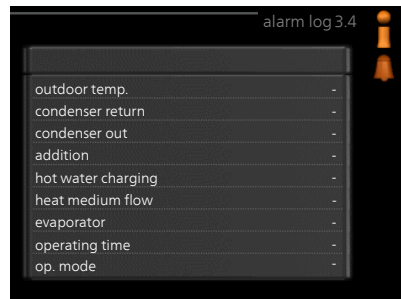 alarm log 3.4
outdoor temp. -
condenser return -
condenser out -
addition -
hot water charging -
heat medium flow -
evaporator -
operating time -
op. mode -